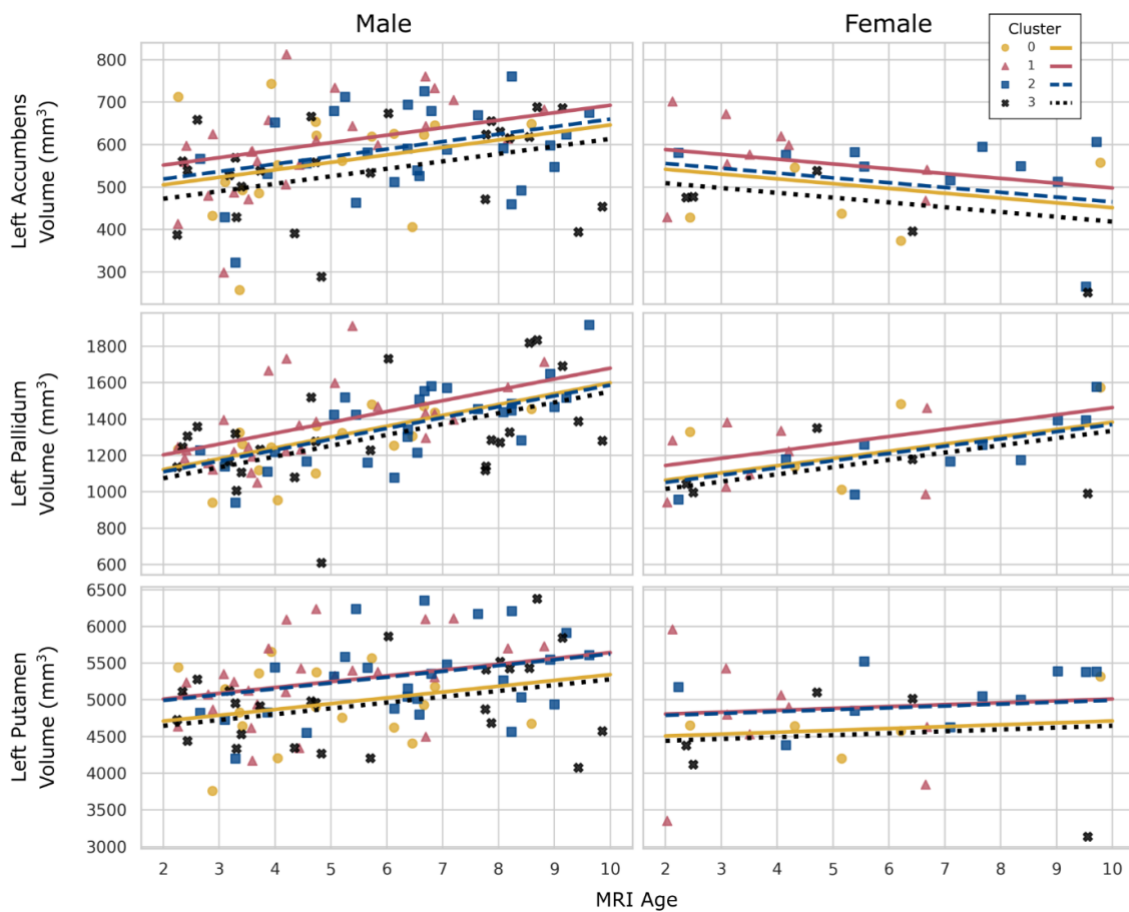 Male
Female
Cluster
0
1
2
3
Left Accumbens
Volume (mm³)
800
700
600
500
400
300
Left Pallidum
Volume (mm³)
1800
1600
1400
1200
1000
800
600
Left Putamen
Volume (mm³)
6500
6000
5500
5000
4500
4000
3500
3000
2 3 4 5 6 7 8 9 10
2 3 4 5 6 7 8 9 10
MRI Age